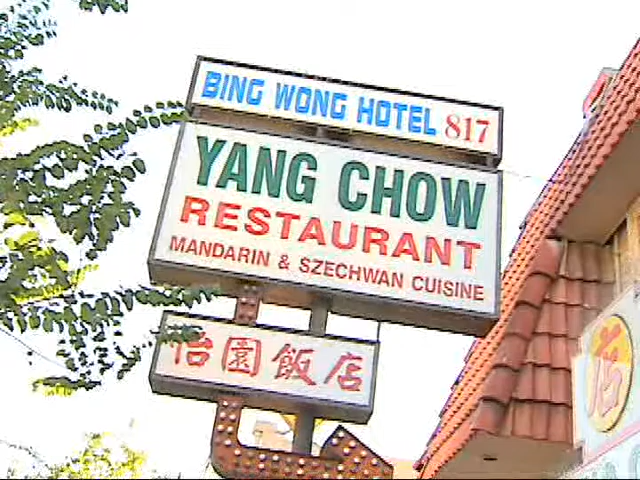 BING WONG HOTEL 817
YANG CHOW
RESTAURANT
MANDARIN & SZECHWAN CUISINE
怡園飯店